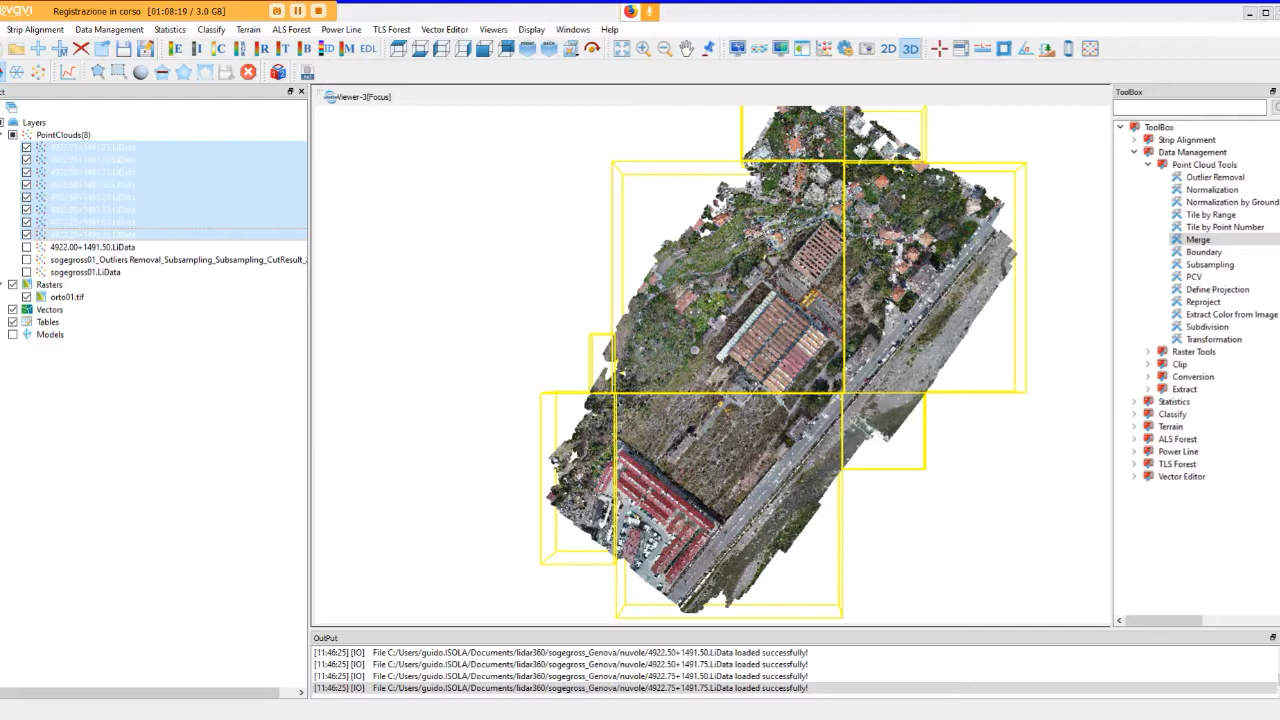 Registrazione in corso [01:08:19 / 3.0 GB]
Strip Alignment Data Management Statistics Classify Terrain ALS Forest Power Line TLS Forest Vector Editor Viewers Display Windows Help
E I C R T B ID M EDL 2D 3D
Viewer-3[Focus]
Layers
PointClouds(8)
4922.00+1491.50.LiData
sogegross01_Outliers Removal_Subsampling_Subsampling_CutResult_
sogegross01.LiData
Rasters
orto01.tif
Vectors
Tables
Models
ToolBox
ToolBox
Strip Alignment
Data Management
Point Cloud Tools
Outlier Removal
Normalization
Normalization by Ground
Tile by Range
Tile by Point Number
Merge
Boundary
Subsampling
PCV
Define Projection
Reproject
Extract Color from Image
Subdivision
Transformation
Raster Tools
Clip
Conversion
Extract
Statistics
Classify
Terrain
ALS Forest
Power Line
TLS Forest
Vector Editor
OutPut
[11:46:25] [IO] File C:/Users/guido.ISOLA/Documents/lidar360/sogegross_Genova/nuvole/4922.50+1491.50.LiData loaded successfully!
[11:46:25] [IO] File C:/Users/guido.ISOLA/Documents/lidar360/sogegross_Genova/nuvole/4922.50+1491.75.LiData loaded successfully!
[11:46:25] [IO] File C:/Users/guido.ISOLA/Documents/lidar360/sogegross_Genova/nuvole/4922.75+1491.50.LiData loaded successfully!
[11:46:25] [IO] File C:/Users/guido.ISOLA/Documents/lidar360/sogegross_Genova/nuvole/4922.75+1491.75.LiData loaded successfully!